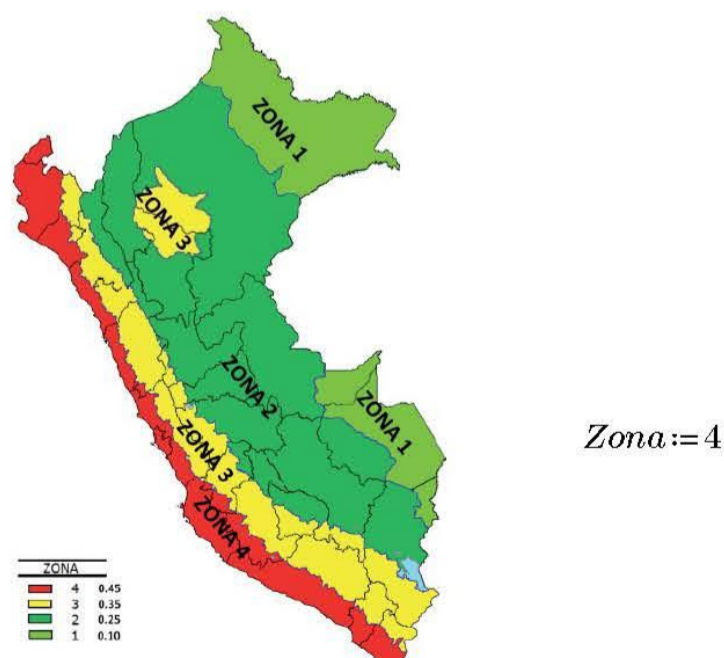 ZONA 1
ZONA 3
ZONA 2
ZONA 1
ZONA 3
ZONA 4
Zona:=4
ZONA
4 0.45
3 0.35
2 0.25
1 0.10